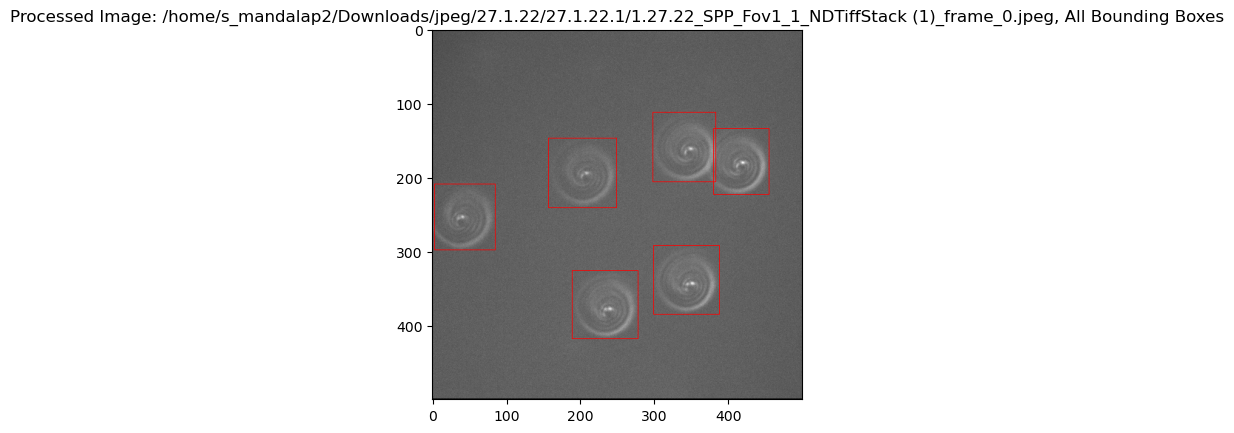 Processed Image: /home/s_mandalap2/Downloads/jpeg/27.1.22/27.1.22.1/1.27.22_SPP_Fov1_1_NDTiffStack (1)_frame_0.jpeg, All Bounding Boxes
0
100
200
300
400
0 100 200 300 400